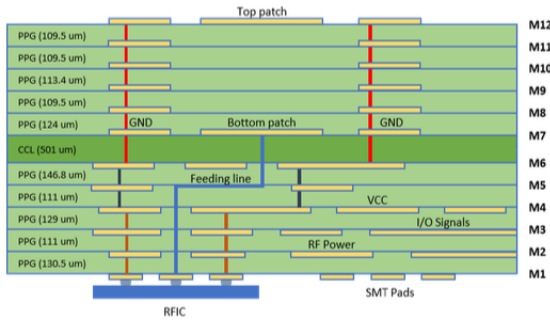 Top patch
M12
PPG (109.5 um)
M11
PPG (109.5 um)
M10
PPG (113.4 um)
M9
PPG (109.5 um)
M8
PPG (124 um)
GND
Bottom patch
GND
M7
CCL (501 um)
M6
PPG (146.8 um)
Feeding line
M5
PPG (111 um)
VCC
M4
PPG (129 um)
I/O Signals
M3
PPG (111 um)
RF Power
M2
PPG (130.5 um)
M1
SMT Pads
RFIC